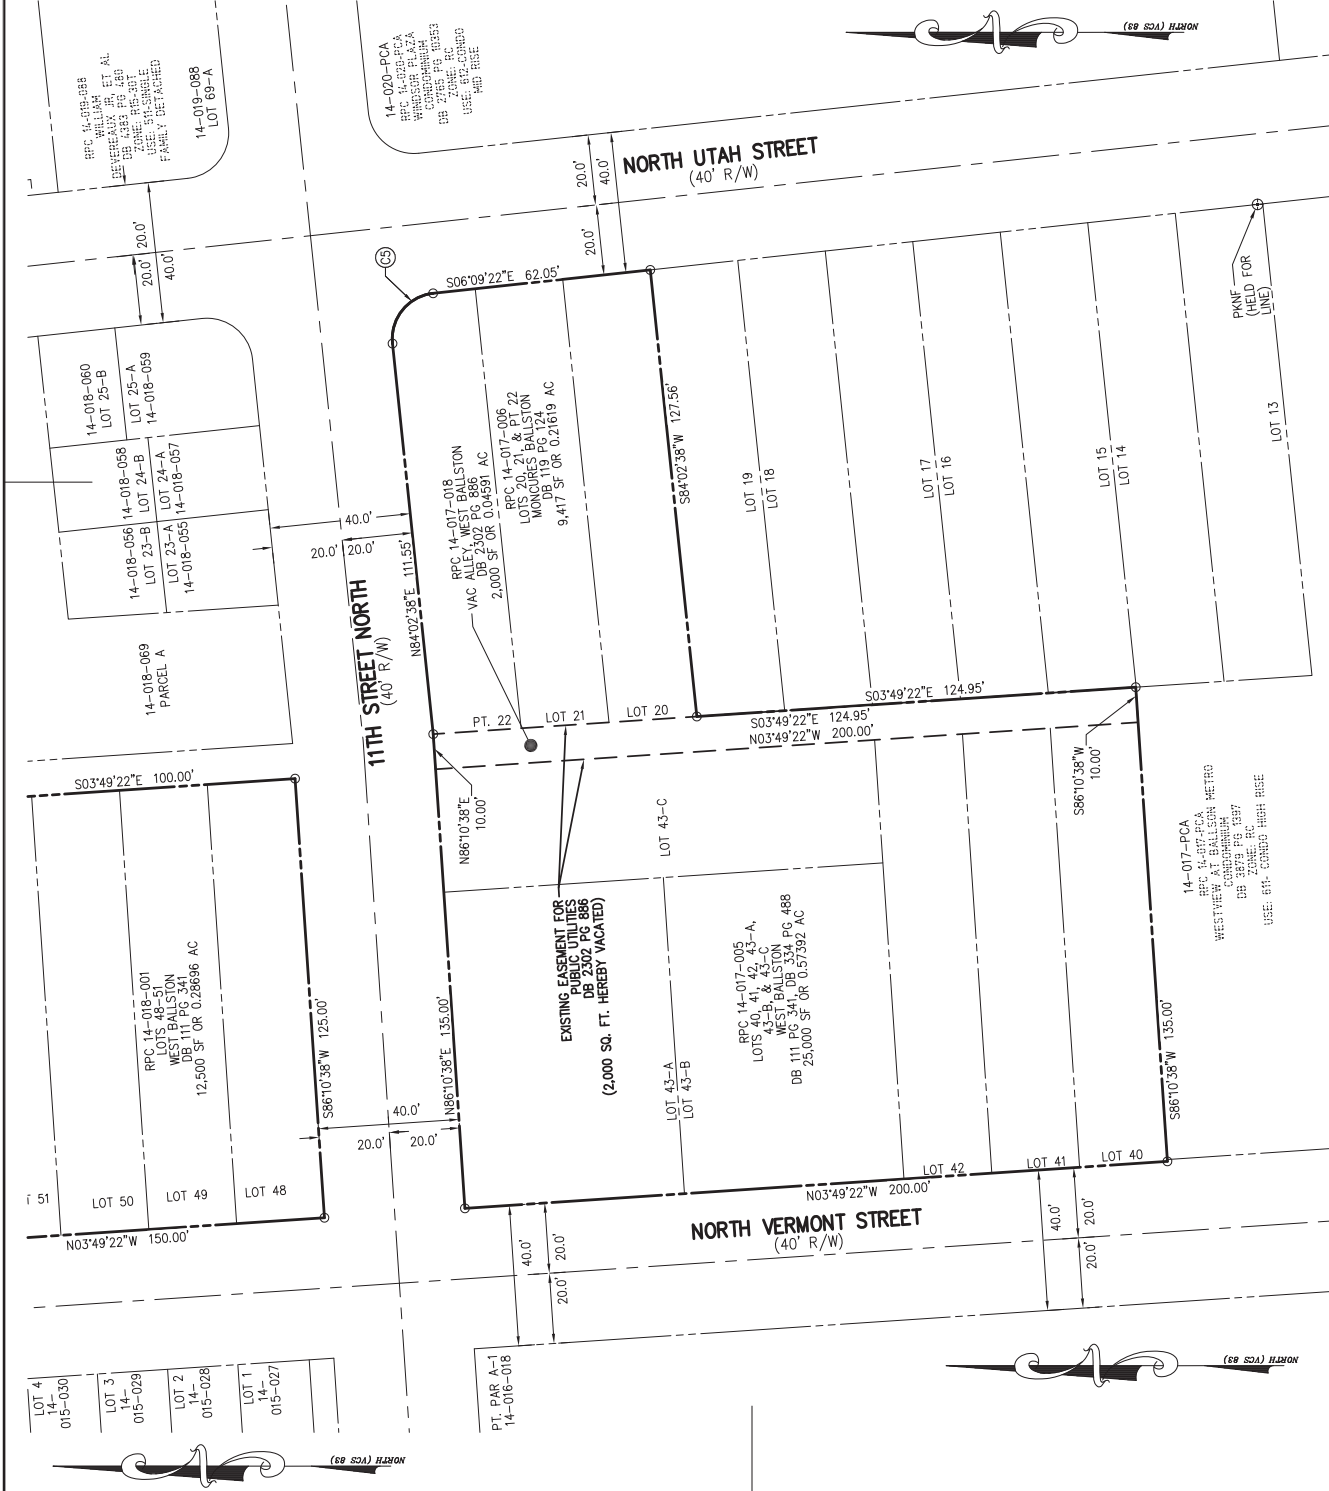 RPC 14-019-088
WILLIAM
DEVEREAUX JR, ET AL
DB 4383 PG 480
ZONE: R15-30T
USE: 511-SINGLE
FAMILY DETACHED
14-019-088
LOT 69-A
14-020-PCA
RPC 14-020-PCA
WINDSOR PLAZA
CONDOMINIUM
DB 2765 PG 10353
ZONE: RC
USE: 612-CONDO
MID RISE
NORTH (VCS 83)
NORTH UTAH STREET
(40' R/W)
20.0'
40.0'
20.0'
20.0'
20.0'
40.0'
C5
S06°09'22"E 62.05'
PKNF
(HELD FOR
LINE)
14-018-060
LOT 25-B
LOT 25-A
14-018-059
14-018-058
LOT 24-B
LOT 24-A
14-018-057
14-018-056
LOT 23-B
LOT 23-A
14-018-055
14-018-069
PARCEL A
40.0'
20.0'
20.0'
11TH STREET NORTH
(40' R/W)
N84°02'38"E 111.55'
RPC 14-017-018
VAC ALLEY, WEST BALLSTON
DB 2302 PG 886
2,000 SF OR 0.04591 AC
RPC 14-017-006
LOTS 20, 21, & PT 22
MONCURES BALLSTON
DB 119 PG 124
9,417 SF OR 0.21619 AC
S84°02'38"W 127.56'
LOT 19
LOT 18
LOT 17
LOT 16
LOT 15
LOT 14
LOT 13
PT. 22
LOT 21
LOT 20
S03°49'22"E 124.95'
S03°49'22"E 124.95'
N03°49'22"W 200.00'
N86°10'38"E
10.00'
S86°10'38"W
10.00'
S03°49'22"E 100.00'
RPC 14-018-001
LOTS 48-51
WEST BALLSTON
DB 111 PG 341
12,500 SF OR 0.28696 AC
S86°10'38"W 125.00'
51
LOT 50
LOT 49
LOT 48
N03°49'22"W 150.00'
40.0'
20.0'
20.0'
N86°10'38"E 135.00'
LOT 43-C
EXISTING EASEMENT FOR
PUBLIC UTILITIES
DB 2302 PG 886
(2,000 SQ. FT. HEREBY VACATED)
LOT 43-A
LOT 43-B
RPC 14-017-005
LOTS 40, 41, 42, 43-A,
43-B, & 43-C
WEST BALLSTON
DB 111 PG 341, DB 334 PG 488
25,000 SF OR 0.57392 AC
14-017-PCA
RPC 14-017-PCA
WESTVIEW AT BALLSON METRO
CONDOMINIUM
DB 3879 PG 1397
ZONE: RC
USE: 611- CONDO HIGH RISE
S86°10'38"W 135.00'
LOT 42
LOT 41
LOT 40
N03°49'22"W 200.00'
NORTH VERMONT STREET
(40' R/W)
40.0'
20.0'
20.0'
40.0'
20.0'
20.0'
LOT 4
14-
015-030
LOT 3
14-
015-029
LOT 2
14-
015-028
LOT 1
14-
015-027
PT. PAR A-1
14-016-018
NORTH (VCS 83)
NORTH (VCS 83)